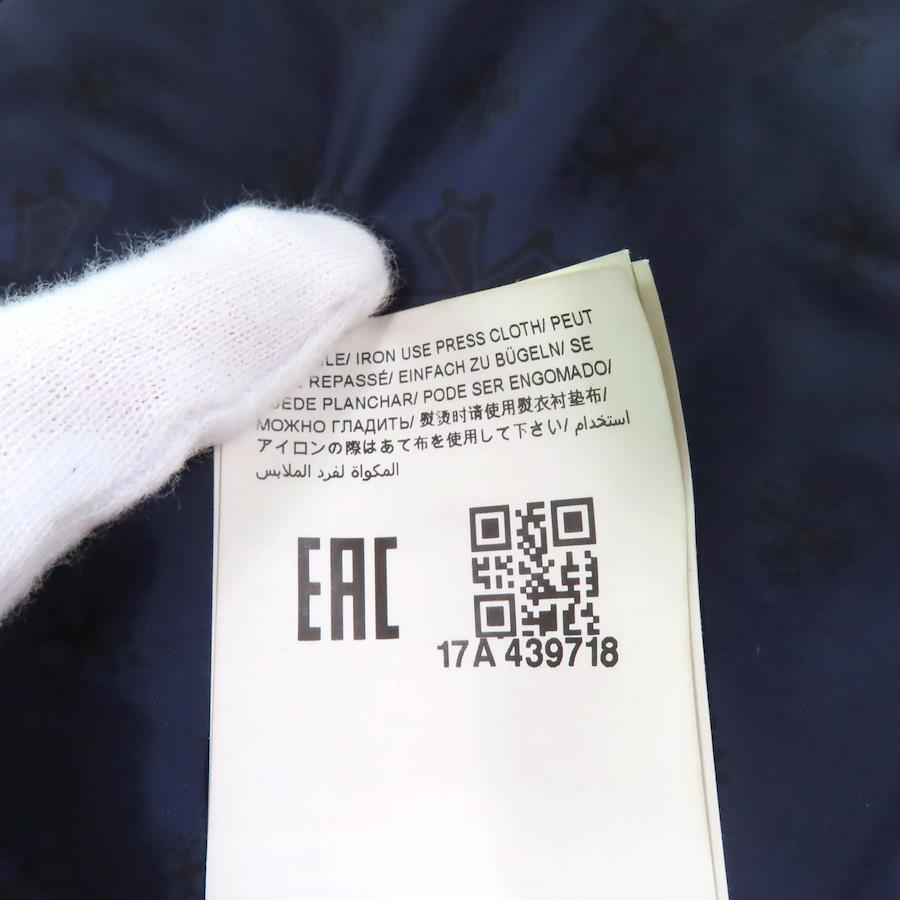 ILE/ IRON USE PRESS CLOTH/ PEUT
REPASSÉ/ EINFACH ZU BÜGELN/ SE
UEDE PLANCHAR/ PODE SER ENGOMADO/
МОЖНО ГЛАДИТЬ/ 熨烫时请使用熨衣衬垫布/
アイロンの際はあて布を使用して下さい/ استخدام
المكواة لفرد الملابس
EAC
17A 439718